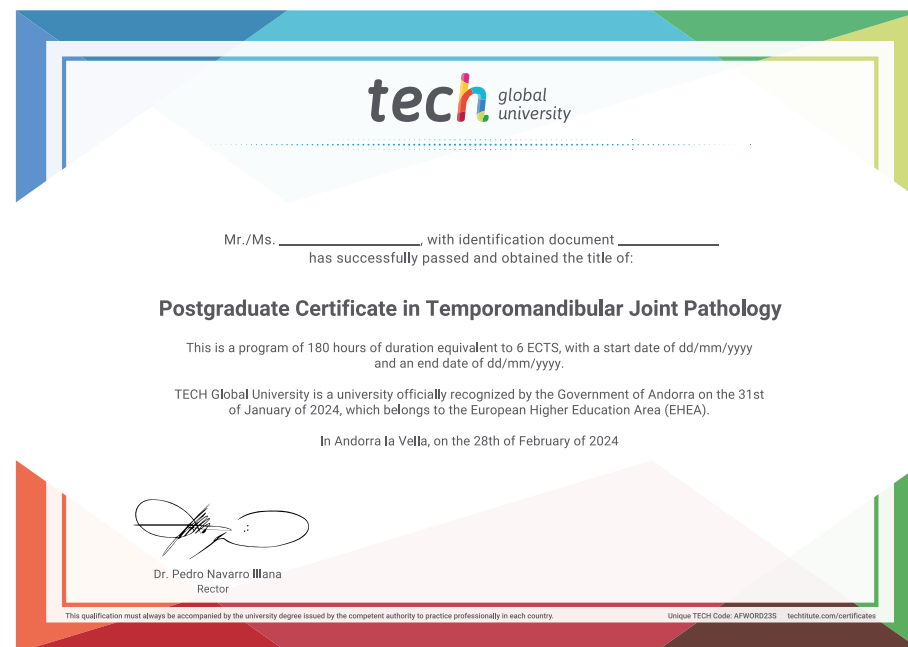 tech global university
Mr./Ms. ____________________, with identification document ______________
has successfully passed and obtained the title of:
Postgraduate Certificate in Temporomandibular Joint Pathology
This is a program of 180 hours of duration equivalent to 6 ECTS, with a start date of dd/mm/yyyy
and an end date of dd/mm/yyyy.
TECH Global University is a university officially recognized by the Government of Andorra on the 31st
of January of 2024, which belongs to the European Higher Education Area (EHEA).
In Andorra la Vella, on the 28th of February of 2024
Dr. Pedro Navarro Illana
Rector
This qualification must always be accompanied by the university degree issued by the competent authority to practice professionally in each country.
Unique TECH Code: AFWORD23S techtitute.com/certificates